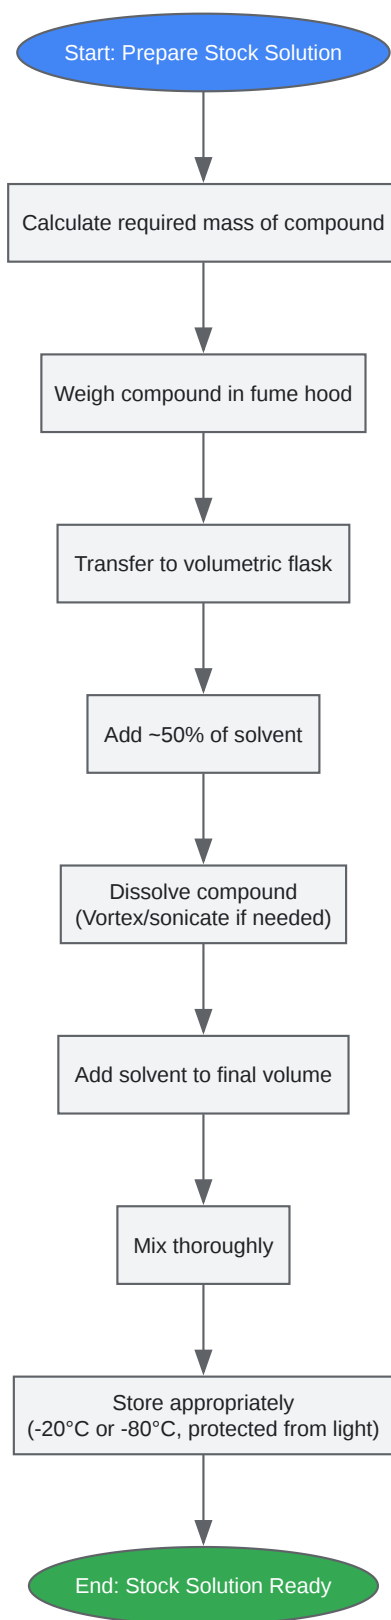 Start: Prepare Stock Solution
Calculate required mass of compound
Weigh compound in fume hood
Transfer to volumetric flask
Add ~50% of solvent
Dissolve compound
(Vortex/sonicate if needed)
Add solvent to final volume
Mix thoroughly
Store appropriately
(-20°C or -80°C, protected from light)
End: Stock Solution Ready